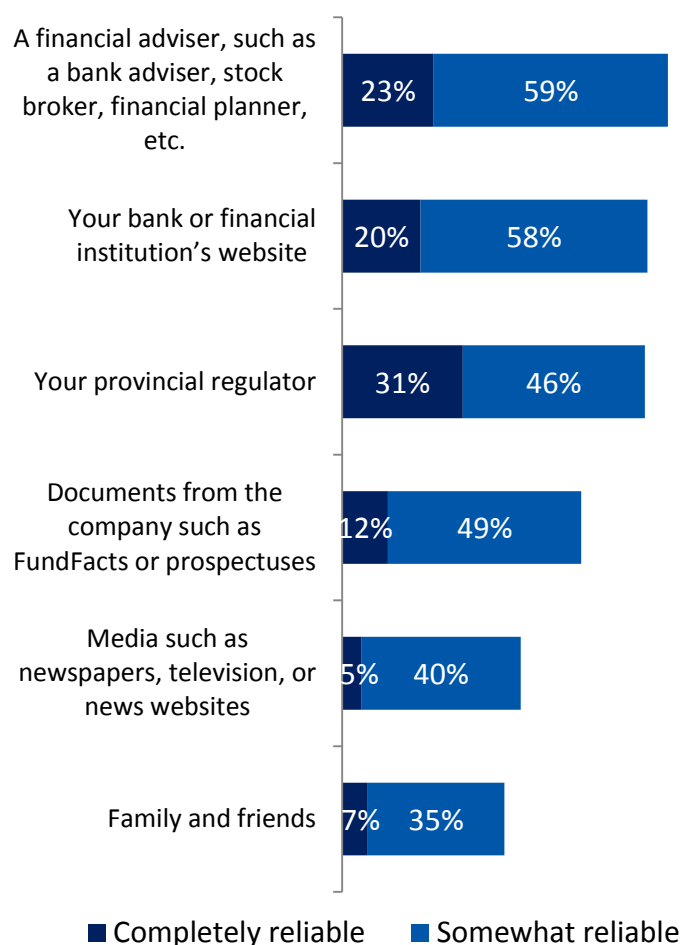 A financial adviser, such as
a bank adviser, stock
broker, financial planner,
etc.
23% 59%
Your bank or financial
institution’s website
20% 58%
Your provincial regulator
31% 46%
Documents from the
company such as
FundFacts or prospectuses
12% 49%
Media such as
newspapers, television, or
news websites
5% 40%
Family and friends
7% 35%
Completely reliable Somewhat reliable